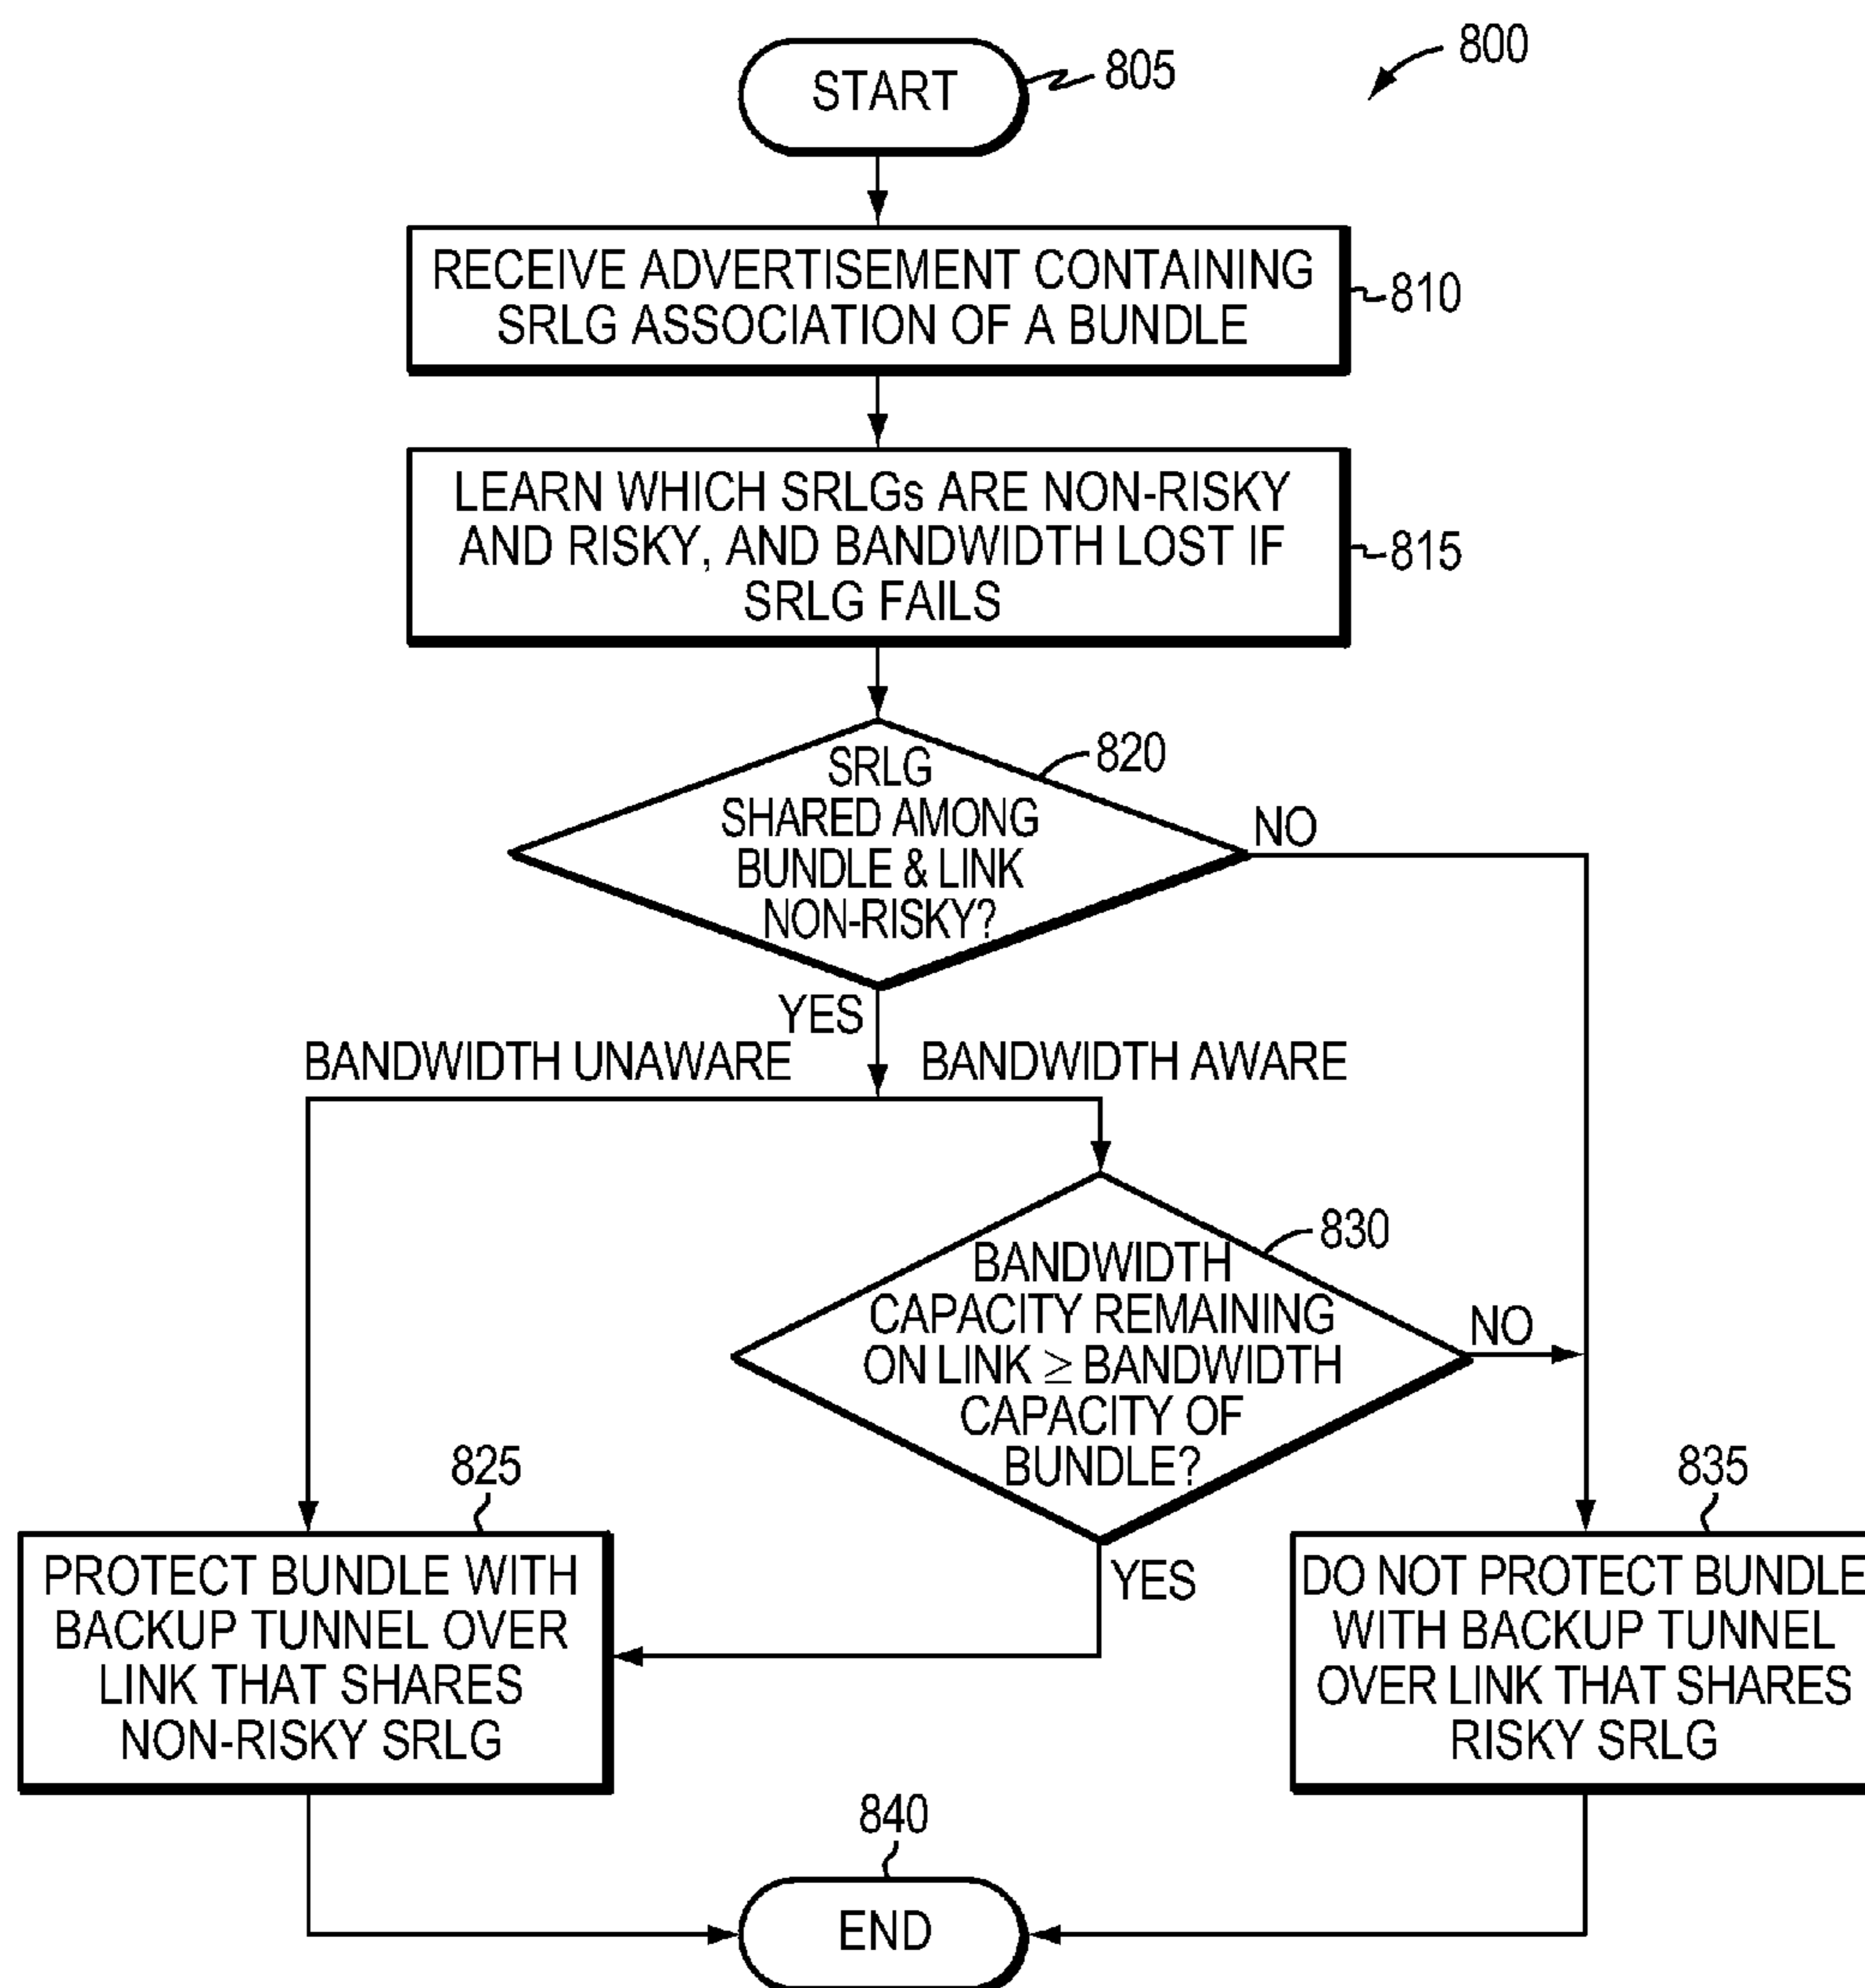 800
START
805
RECEIVE ADVERTISEMENT CONTAINING
SRLG ASSOCIATION OF A BUNDLE
810
LEARN WHICH SRLGs ARE NON-RISKY
AND RISKY, AND BANDWIDTH LOST IF
SRLG FAILS
815
SRLG
SHARED AMONG
BUNDLE & LINK
NON-RISKY?
820
NO
YES
BANDWIDTH UNAWARE
BANDWIDTH AWARE
BANDWIDTH
CAPACITY REMAINING
ON LINK ≥ BANDWIDTH
CAPACITY OF
BUNDLE?
830
NO
YES
825
PROTECT BUNDLE WITH
BACKUP TUNNEL OVER
LINK THAT SHARES
NON-RISKY SRLG
835
DO NOT PROTECT BUNDLE
WITH BACKUP TUNNEL
OVER LINK THAT SHARES
RISKY SRLG
840
END